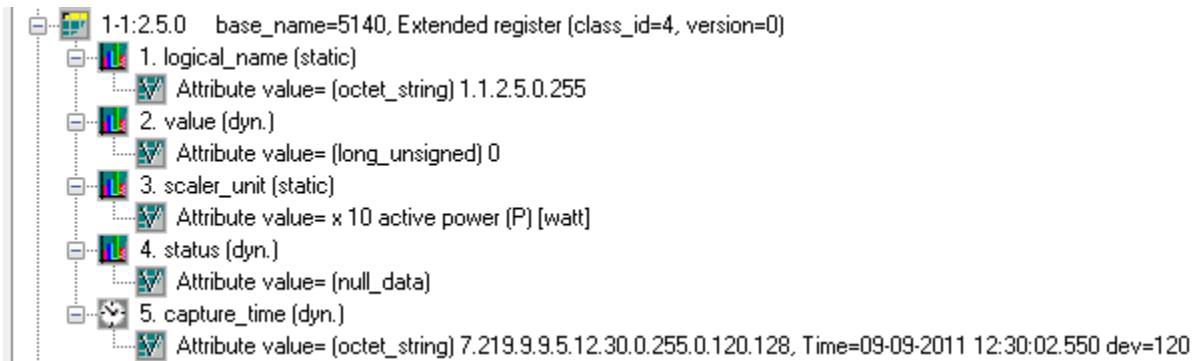 1-1:2.5.0 base_name=5140, Extended register (class_id=4, version=0)
1. logical_name (static)
Attribute value= (octet_string) 1.1.2.5.0.255
2. value (dyn.)
Attribute value= (long_unsigned) 0
3. scaler_unit (static)
Attribute value= x 10 active power (P) [watt]
4. status (dyn.)
Attribute value= (null_data)
5. capture_time (dyn.)
Attribute value= (octet_string) 7.219.9.9.5.12.30.0.255.0.120.128, Time=09-09-2011 12:30:02.550 dev=120